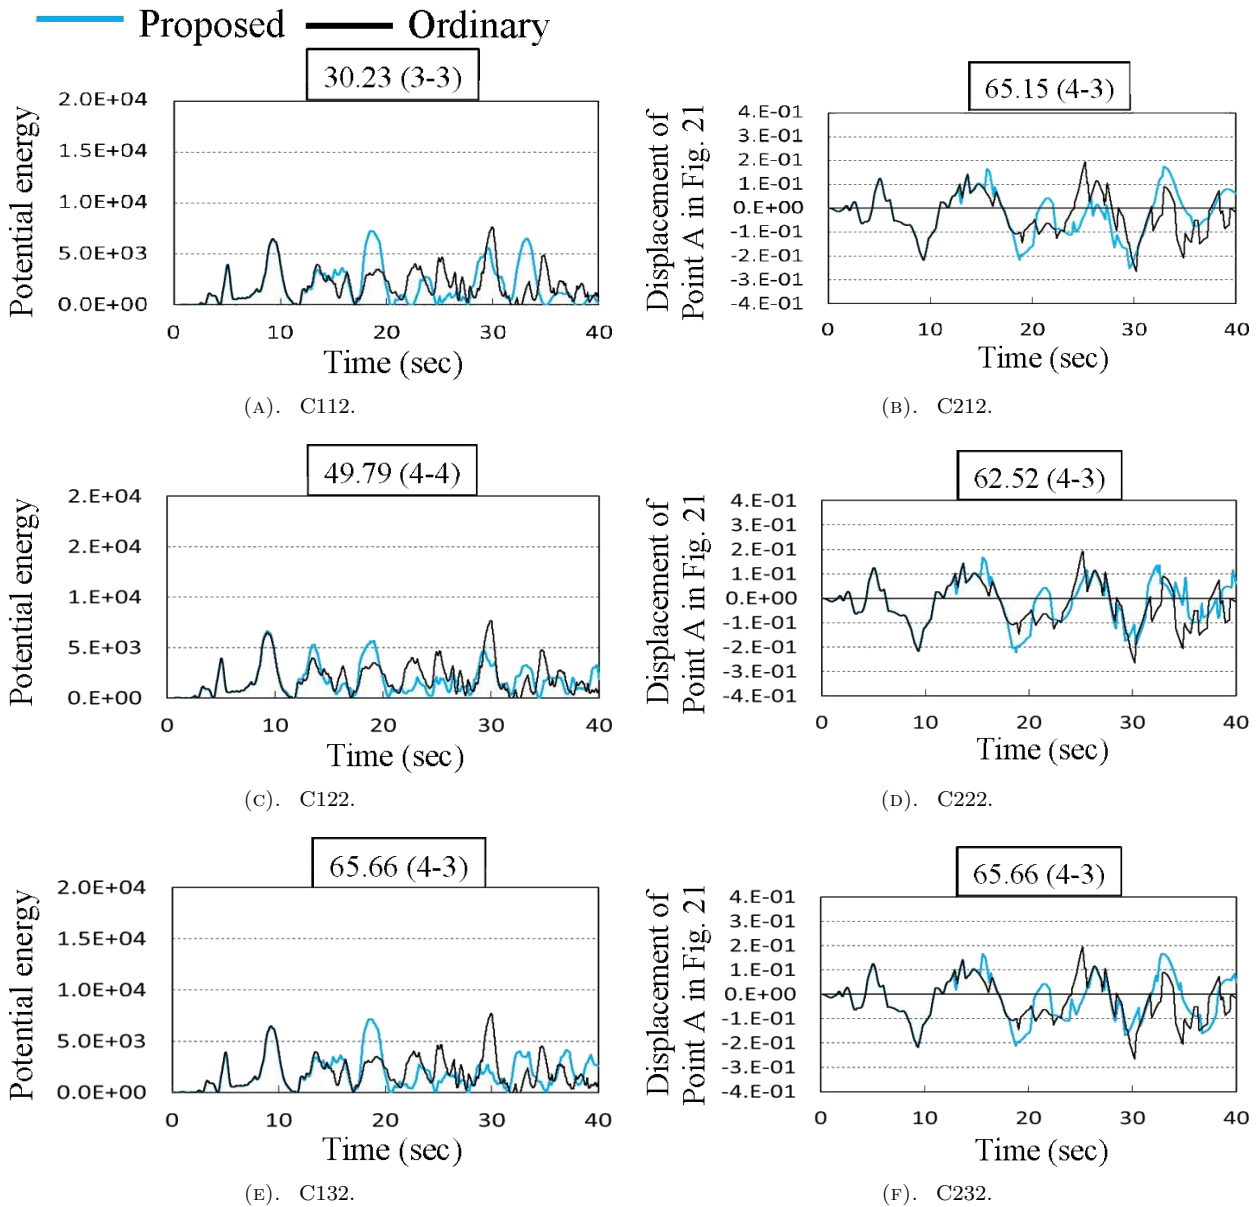 Proposed Ordinary
30.23 (3-3)
Potential energy
2.0E+04
1.5E+04
1.0E+04
5.0E+03
0.0E+00
0 10 20 30 40
Time (sec)
(A). C112.
65.15 (4-3)
Displacement of
Point A in Fig. 21
4.E-01
3.E-01
2.E-01
1.E-01
0.E+00
-1.E-01
-2.E-01
-3.E-01
-4.E-01
0 10 20 30 40
Time (sec)
(B). C212.
49.79 (4-4)
Potential energy
2.E+04
2.E+04
1.E+04
5.E+03
0.E+00
0 10 20 30 40
Time (sec)
(C). C122.
62.52 (4-3)
Displacement of
Point A in Fig. 21
4.E-01
3.E-01
2.E-01
1.E-01
0.E+00
-1.E-01
-2.E-01
-3.E-01
-4.E-01
0 10 20 30 40
Time (sec)
(D). C222.
65.66 (4-3)
Potential energy
2.0E+04
1.5E+04
1.0E+04
5.0E+03
0.0E+00
0 10 20 30 40
Time (sec)
(E). C132.
65.66 (4-3)
Displacement of
Point A in Fig. 21
4.E-01
3.E-01
2.E-01
1.E-01
0.E+00
-1.E-01
-2.E-01
-3.E-01
-4.E-01
0 10 20 30 40
Time (sec)
(F). C232.